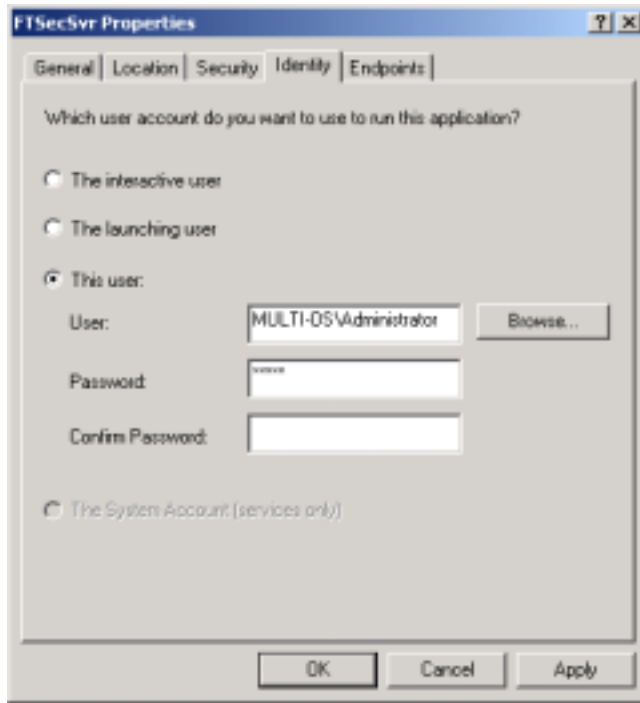 FTSecSvr Properties ? X
General Location Security Identity Endpoints
Which user account do you want to use to run this application?
The interactive user
The launching user
This user:
User: MULTI-OS\Administrator Browse...
Password:
Confirm Password:
The System Account (services only)
OK Cancel Apply